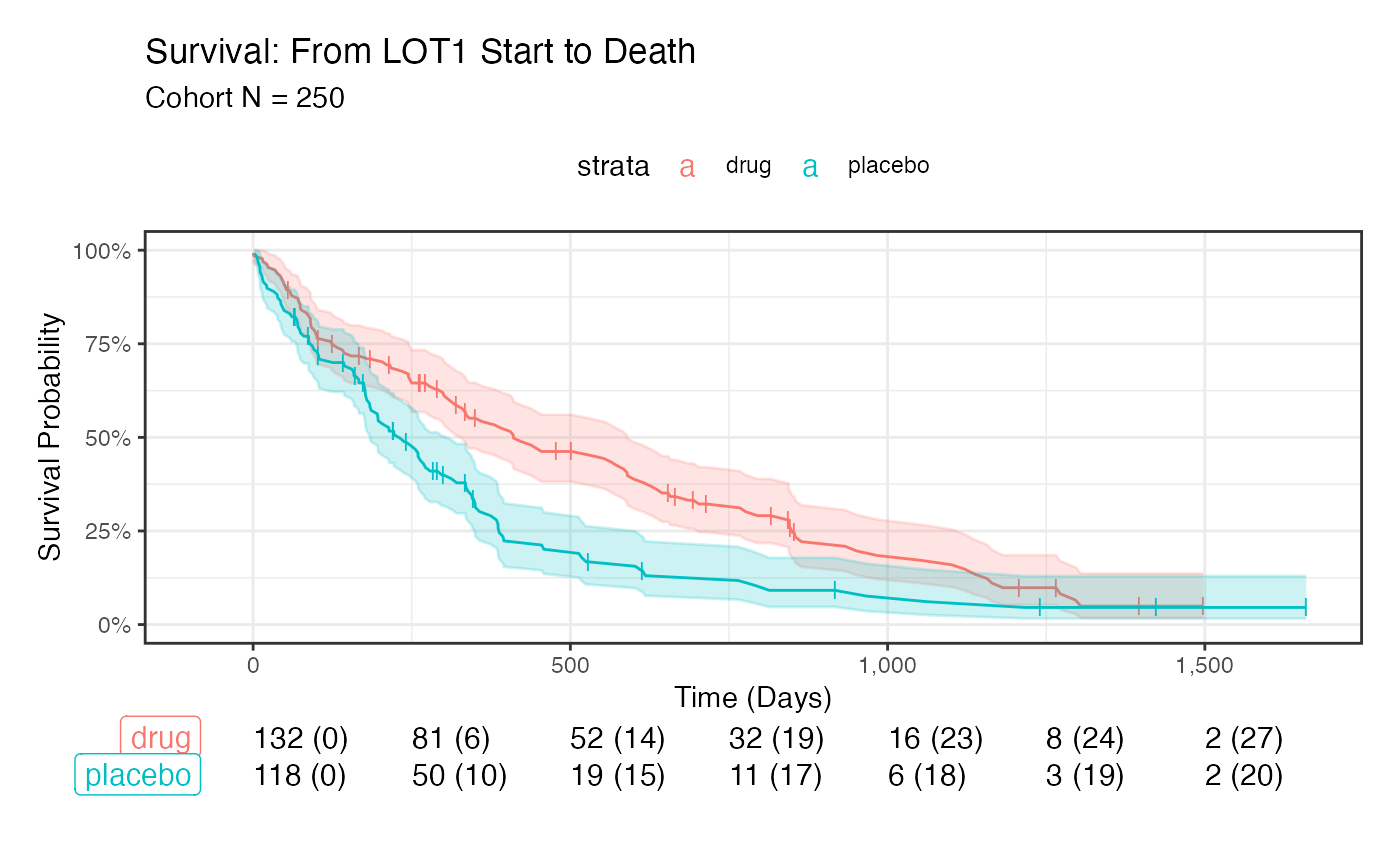 Survival: From LOT1 Start to Death
Cohort N = 250
strata a drug a placebo
100%
75%
50%
25%
0%
Survival Probability
0 500 1,000 1,500
Time (Days)
drug 132 (0) 81 (6) 52 (14) 32 (19) 16 (23) 8 (24) 2 (27)
placebo 118 (0) 50 (10) 19 (15) 11 (17) 6 (18) 3 (19) 2 (20)